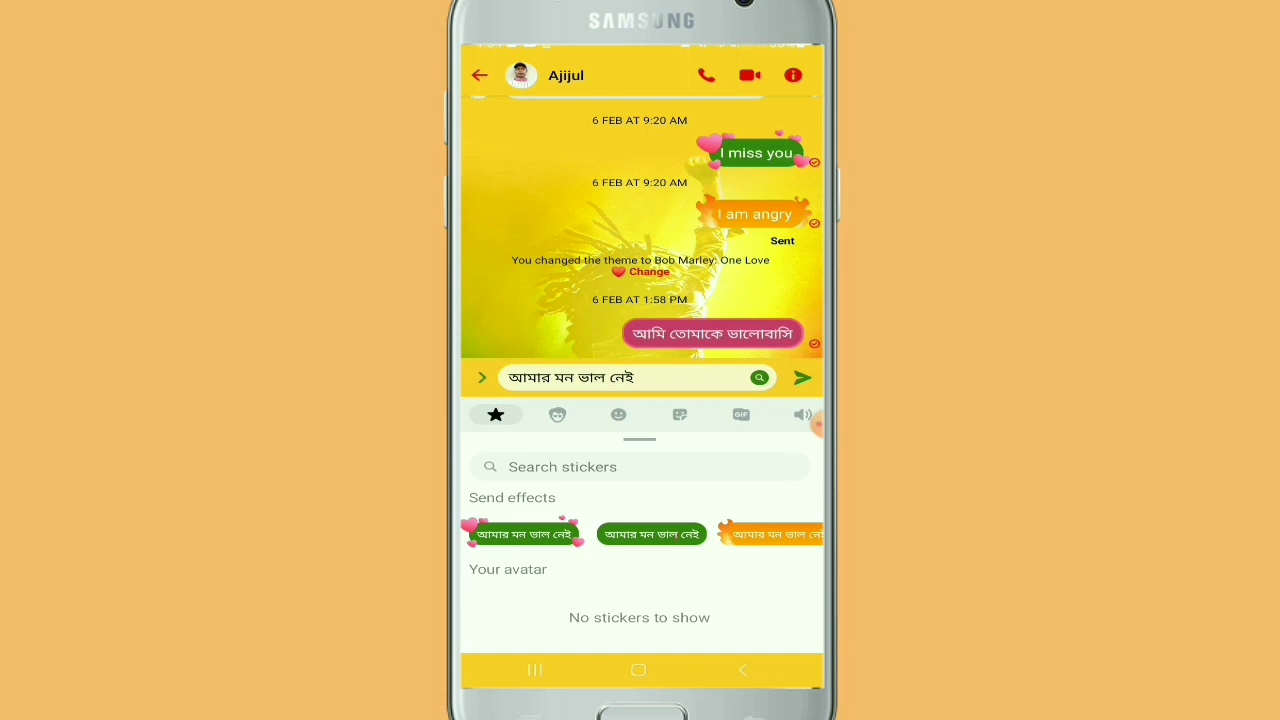 SAMSUNG
Ajijul
6 FEB AT 9:20 AM
I miss you
6 FEB AT 9:20 AM
I am angry
Sent
You changed the theme to Bob Marley: One Love
Change
6 FEB AT 1:58 PM
আমি তোমাকে ভালোবাসি
আমার মন ভাল নেই
GIF
Search stickers
Send effects
আমার মন ভাল নেই আমার মন ভাল নেই আমার মন ভাল
Your avatar
No stickers to show